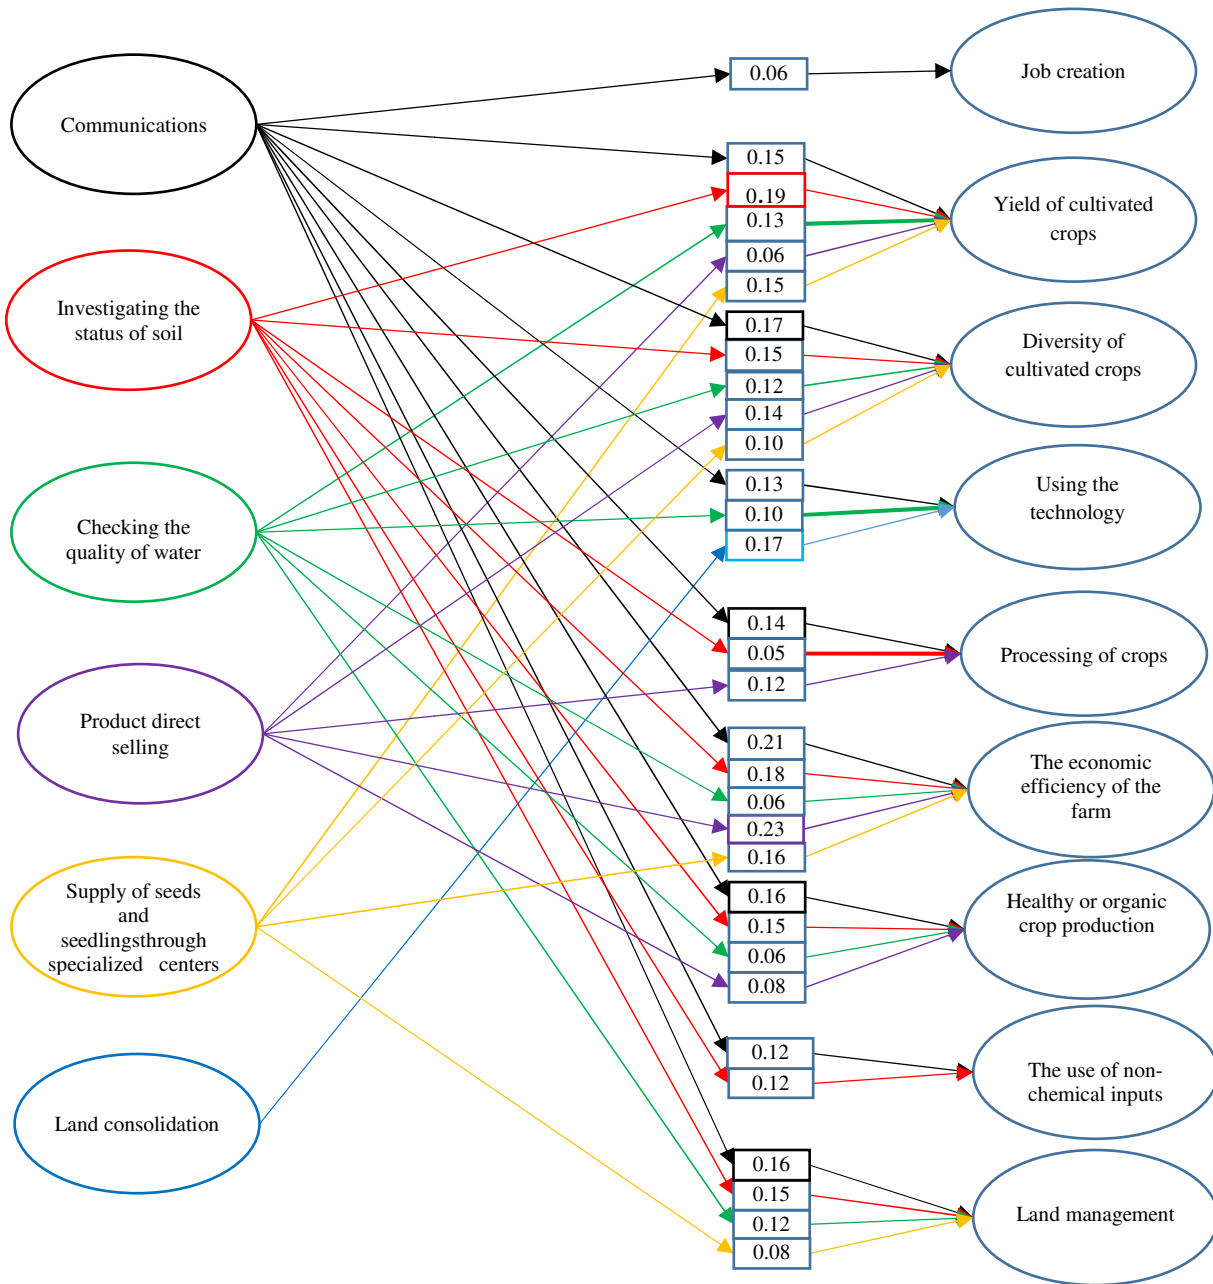 Communications
Investigating the
status of soil
Checking the
quality of water
Product direct
selling
Supply of seeds
and
seedlingsthrough
specialized centers
Land consolidation
0.06
0.15
0.19
0.13
0.06
0.15
0.17
0.15
0.12
0.14
0.10
0.13
0.10
0.17
0.14
0.05
0.12
0.21
0.18
0.06
0.23
0.16
0.16
0.15
0.06
0.08
0.12
0.12
0.16
0.15
0.12
0.08
Job creation
Yield of cultivated
crops
Diversity of
cultivated crops
Using the
technology
Processing of crops
The economic
efficiency of the
farm
Healthy or organic
crop production
The use of non-
chemical inputs
Land management